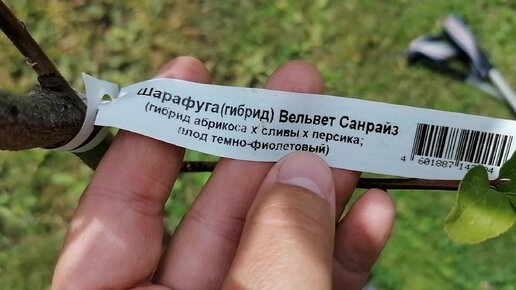 Шарафуга(гибрид) Вельвет Санрайз
(гибрид абрикоса х сливы х персика;
плод темно-фиолетовый)